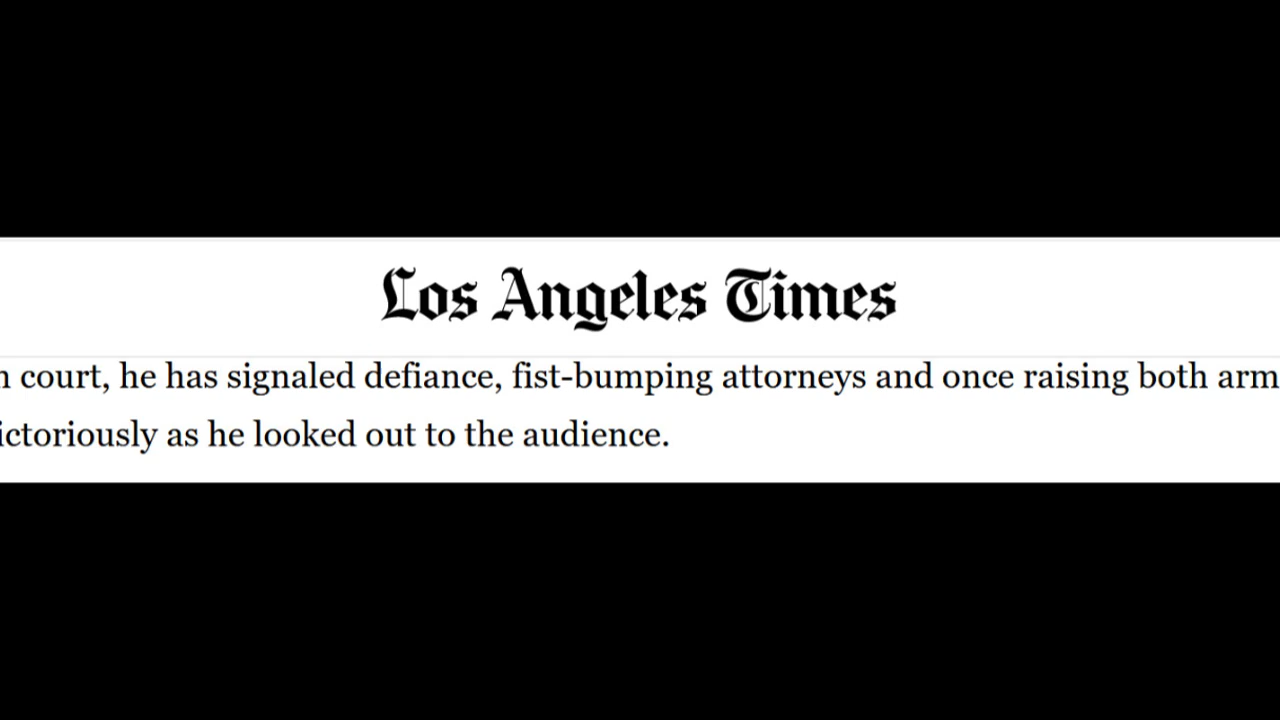 Los Angeles Times
court, he has signaled defiance, fist-bumping attorneys and once raising both arm
ictoriously as he looked out to the audience.